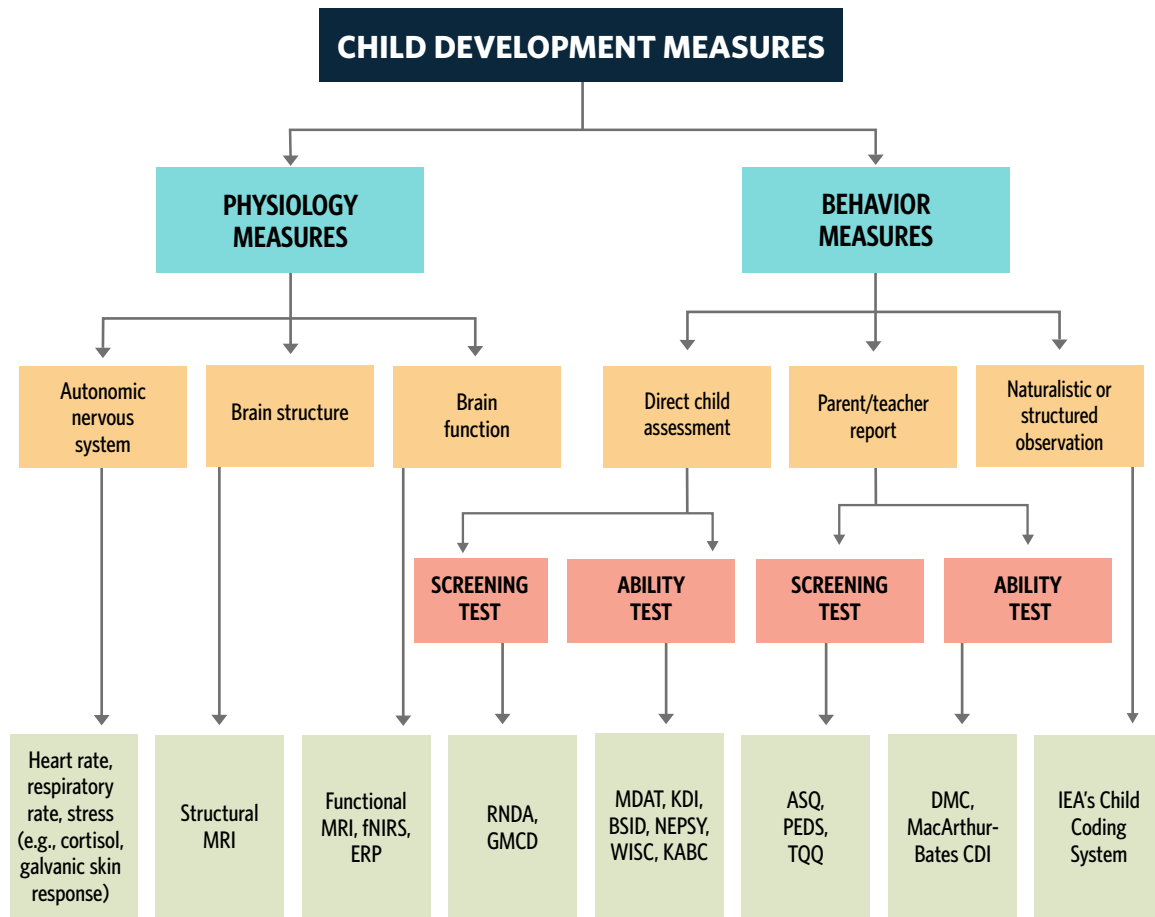 CHILD DEVELOPMENT MEASURES
PHYSIOLOGY
MEASURES
BEHAVIOR
MEASURES
Autonomic
nervous
system
Brain structure
Brain
function
Direct child
assessment
Parent/teacher
report
Naturalistic or
structured
observation
SCREENING
TEST
ABILITY
TEST
SCREENING
TEST
ABILITY
TEST
Heart rate,
respiratory
rate, stress
(e.g., cortisol,
galvanic skin
response)
Structural
MRI
Functional
MRI, fNIRS,
ERP
RNDA,
GMCD
MDAT, KDI,
BSID, NEPSY,
WISC, KABC
ASQ,
PEDS,
TQQ
DMC,
MacArthur-
Bates CDI
IEA's Child
Coding
System